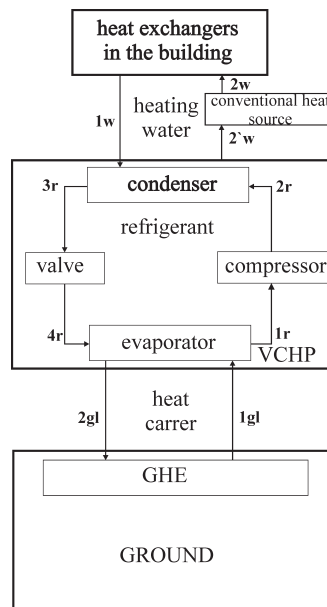 heat exchangers
in the building
2w
conventional heat
source
1w
heating
water
2`w
3r
condenser
2r
refrigerant
valve
compressor
4r
evaporator
1r
VCHP
heat
carrer
2gl
1gl
GHE
GROUND